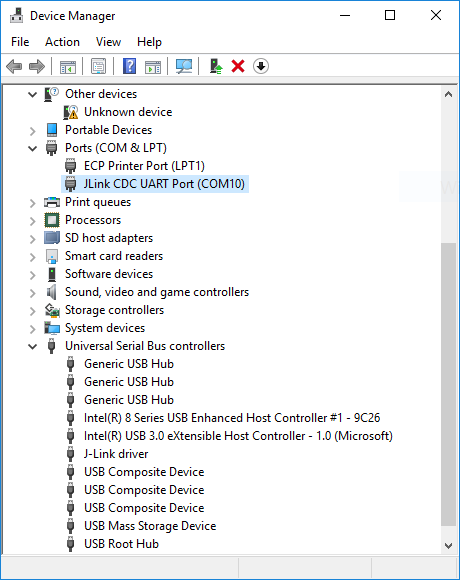 Device Manager
File Action View Help
Other devices
Unknown device
Portable Devices
Ports (COM & LPT)
ECP Printer Port (LPT1)
JLink CDC UART Port (COM10)
Print queues
Processors
SD host adapters
Smart card readers
Software devices
Sound, video and game controllers
Storage controllers
System devices
Universal Serial Bus controllers
Generic USB Hub
Generic USB Hub
Generic USB Hub
Intel(R) 8 Series USB Enhanced Host Controller #1 - 9C26
Intel(R) USB 3.0 eXtensible Host Controller - 1.0 (Microsoft)
J-Link driver
USB Composite Device
USB Composite Device
USB Composite Device
USB Mass Storage Device
USB Root Hub